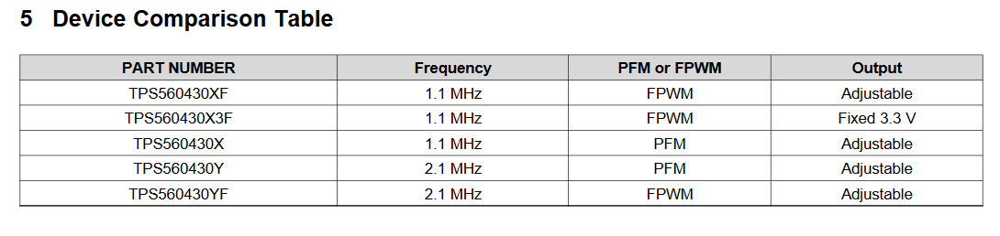 5 Device Comparison Table
PART NUMBER Frequency PFM or FPWM Output
TPS560430XF 1.1 MHz FPWM Adjustable
TPS560430X3F 1.1 MHz FPWM Fixed 3.3 V
TPS560430X 1.1 MHz PFM Adjustable
TPS560430Y 2.1 MHz PFM Adjustable
TPS560430YF 2.1 MHz FPWM Adjustable